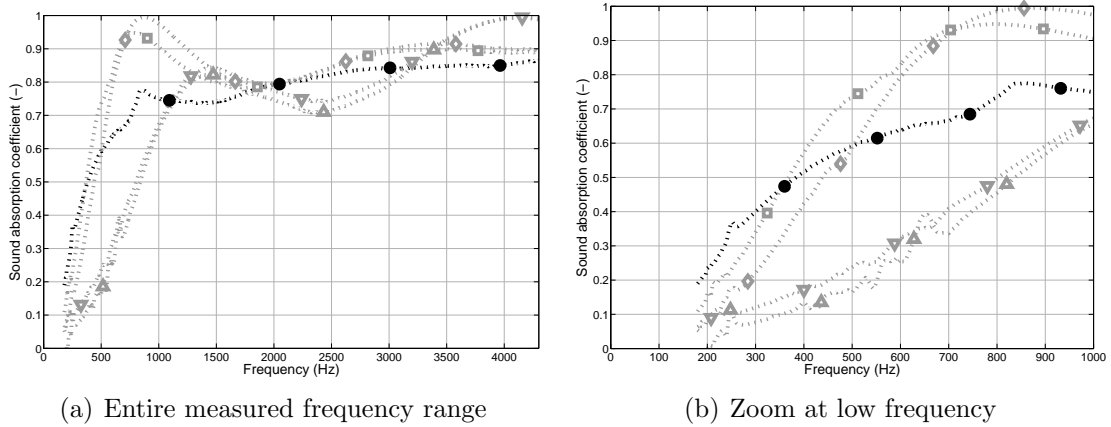 Sound absorption coefficient (−)
1
0.9
0.8
0.7
0.6
0.5
0.4
0.3
0.2
0.1
0
0 500 1000 1500 2000 2500 3000 3500 4000
Frequency (Hz)
(a) Entire measured frequency range
Sound absorption coefficient (−)
1
0.9
0.8
0.7
0.6
0.5
0.4
0.3
0.2
0.1
0
0 100 200 300 400 500 600 700 800 900 1000
Frequency (Hz)
(b) Zoom at low frequency